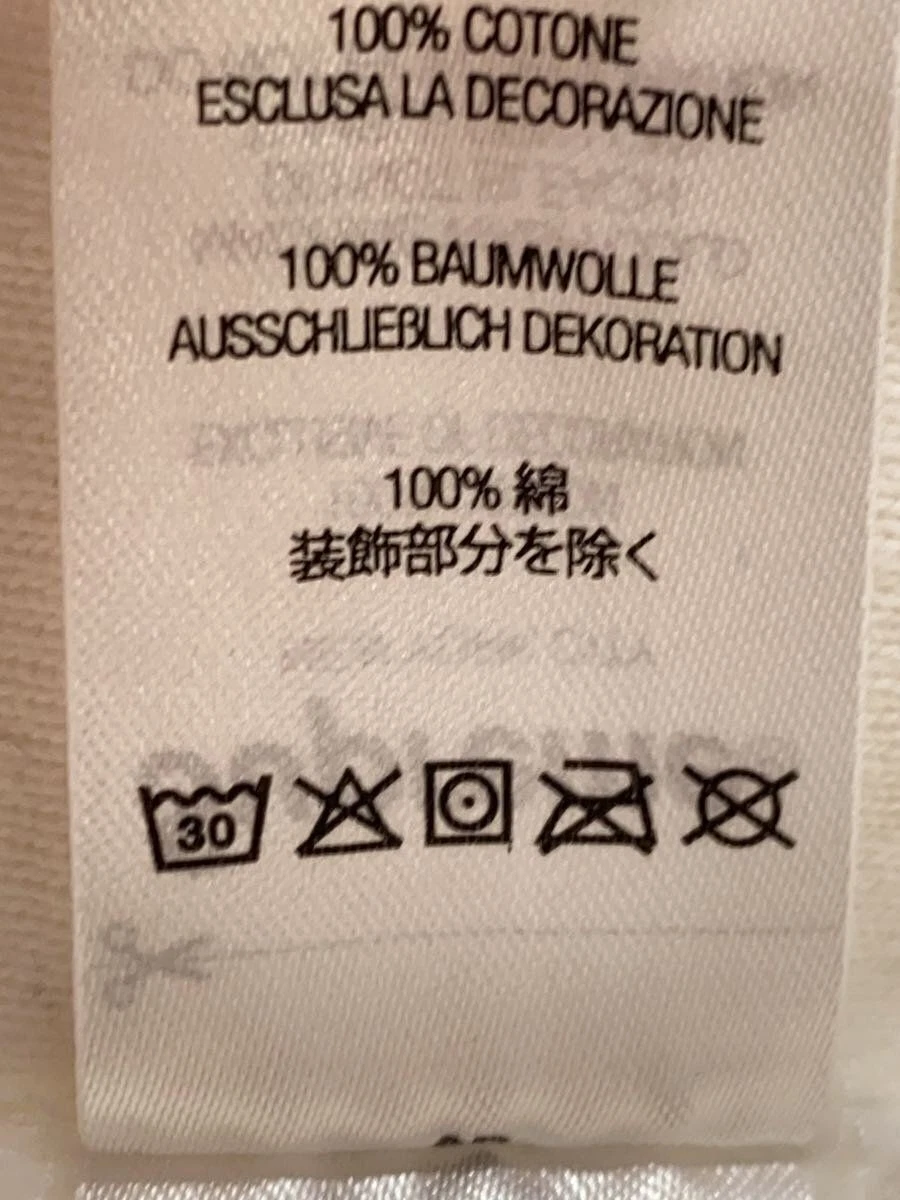 100% COTONE
ESCLUSA LA DECORAZIONE
100% BAUMWOLLE
AUSSCHLIEßLICH DEKORATION
100% 綿
装飾部分を除く
30